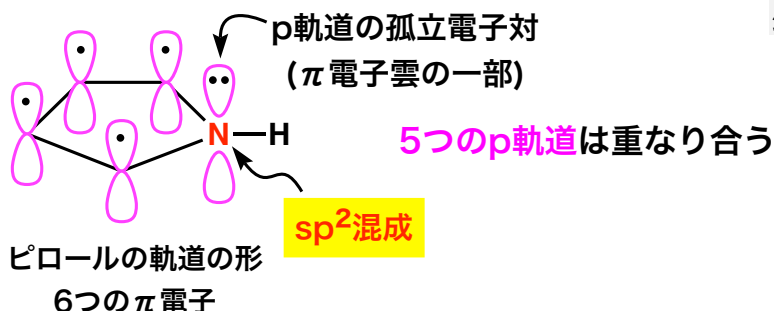 p軌道の孤立電子対
(π電子雲の一部)
N
H
5つのp軌道は重なり合う
sp²混成
ピロールの軌道の形
6つのπ電子